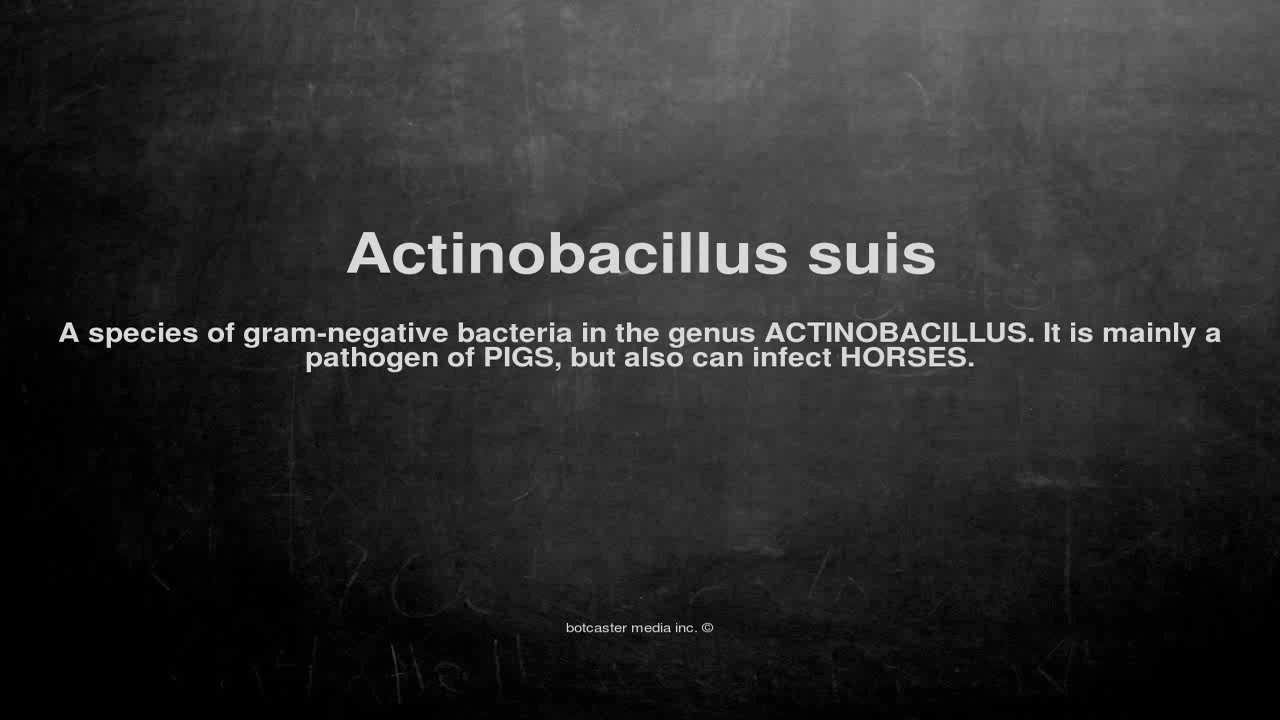 Actinobacillus suis
A species of gram-negative bacteria in the genus ACTINOBACILLUS. It is mainly a
pathogen of PIGS, but also can infect HORSES.
botcaster media inc. ©